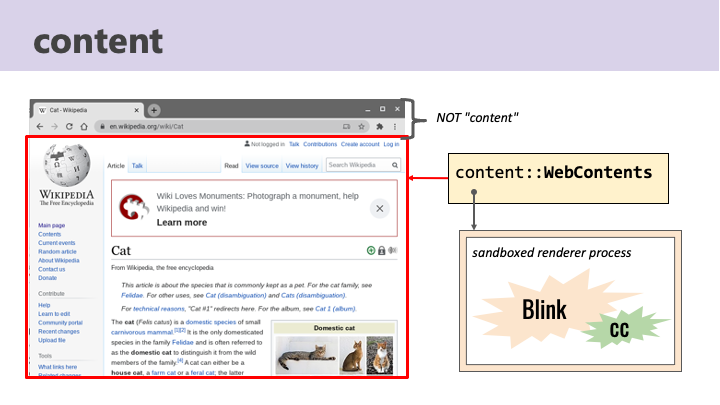 content
Cat - Wikipedia
en.wikipedia.org/wiki/Cat
NOT "content"
Not logged in Talk Contributions Create account Log in
Article Talk Read View source View history Search Wikipedia
WIKIPEDIA
The Free Encyclopedia
Wiki Loves Monuments: Photograph a monument, help
Wikipedia and win!
Learn more
Main page
Contents
Current events
Random article
About Wikipedia
Contact us
Donate
Contribute
Help
Learn to edit
Community portal
Recent changes
Upload file
Tools
What links here
Related changes
Cat
From Wikipedia, the free encyclopedia
This article is about the species that is commonly kept as a pet. For the cat family, see
Felidae. For other uses, see Cat (disambiguation) and Cats (disambiguation).
For technical reasons, "Cat #1" redirects here. For the album, see Cat 1 (album).
The cat (Felis catus) is a domestic species of small
carnivorous mammal.[1][2] It is the only domesticated
species in the family Felidae and is often referred to
as the domestic cat to distinguish it from the wild
members of the family.[4] A cat can either be a
house cat, a farm cat or a feral cat; the latter
Domestic cat
content::WebContents
sandboxed renderer process
Blink
cc